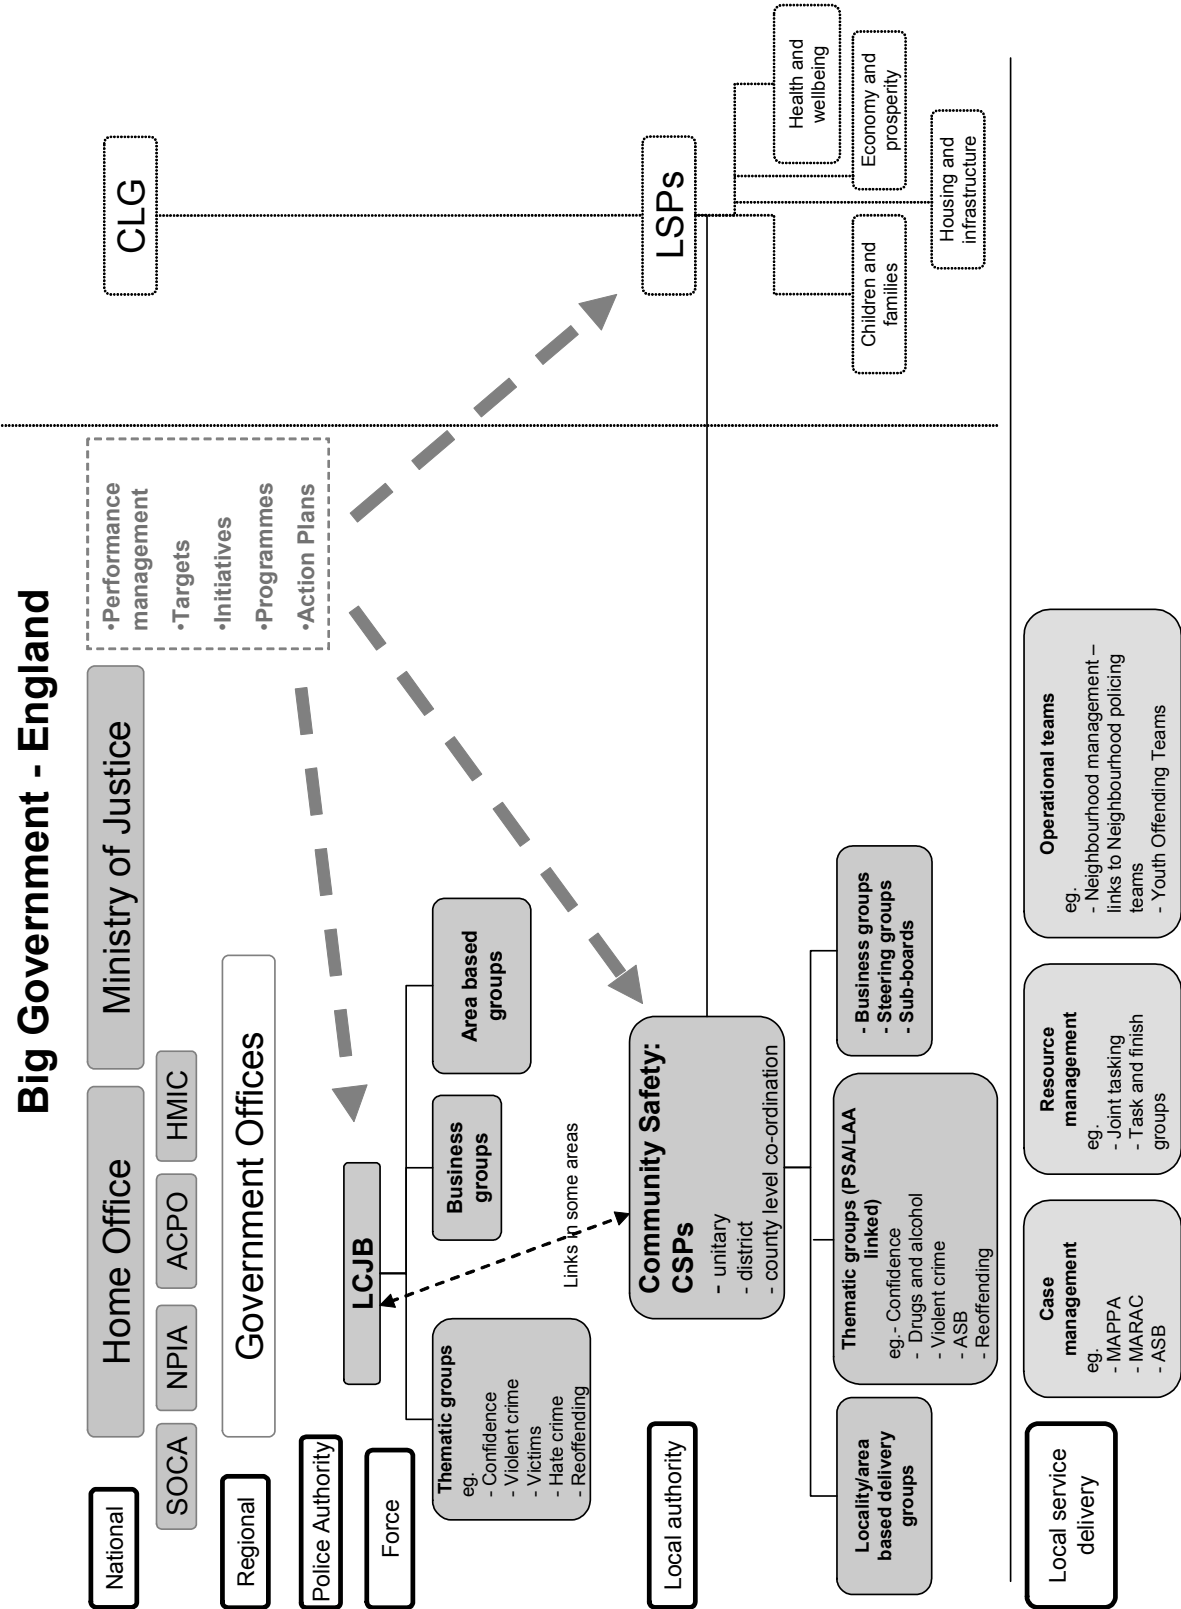 Big Government - England
National
Home Office
Ministry of Justice
•Performance
management
•Targets
•Initiatives
•Programmes
•Action Plans
CLG
SOCA
NPIA
ACPO
HMIC
Regional
Government Offices
Police Authority
Force
LCJB
Thematic groups
eg.
- Confidence
- Violent crime
- Victims
- Hate crime
- Reoffending
Business
groups
Area based
groups
Links in some areas
Local authority
Community Safety:
CSPs
- unitary
- district
- county level co-ordination
LSPs
Locality/area
based delivery
groups
Thematic groups (PSA/LAA
linked)
eg.- Confidence
- Drugs and alcohol
- Violent crime
- ASB
- Reoffending
- Business groups
- Steering groups
- Sub-boards
Children and
families
Housing and
infrastructure
Economy and
prosperity
Health and
wellbeing
Local service
delivery
Case
management
eg.
- MAPPA
- MARAC
- ASB
Resource
management
eg.
- Joint tasking
- Task and finish
groups
Operational teams
eg.
- Neighbourhood management –
links to Neighbourhood policing
teams
- Youth Offending Teams